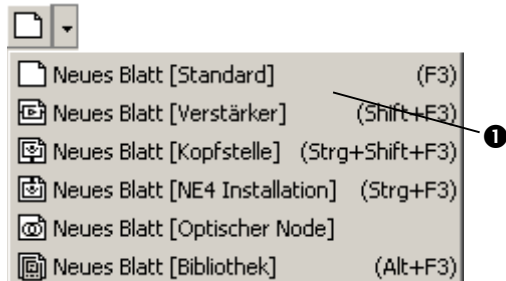 Neues Blatt [Standard] (F3)
Neues Blatt [Verstärker] (Shift+F3)
❶
Neues Blatt [Kopfstelle] (Strg+Shift+F3)
Neues Blatt [NE4 Installation] (Strg+F3)
Neues Blatt [Optischer Node]
Neues Blatt [Bibliothek] (Alt+F3)